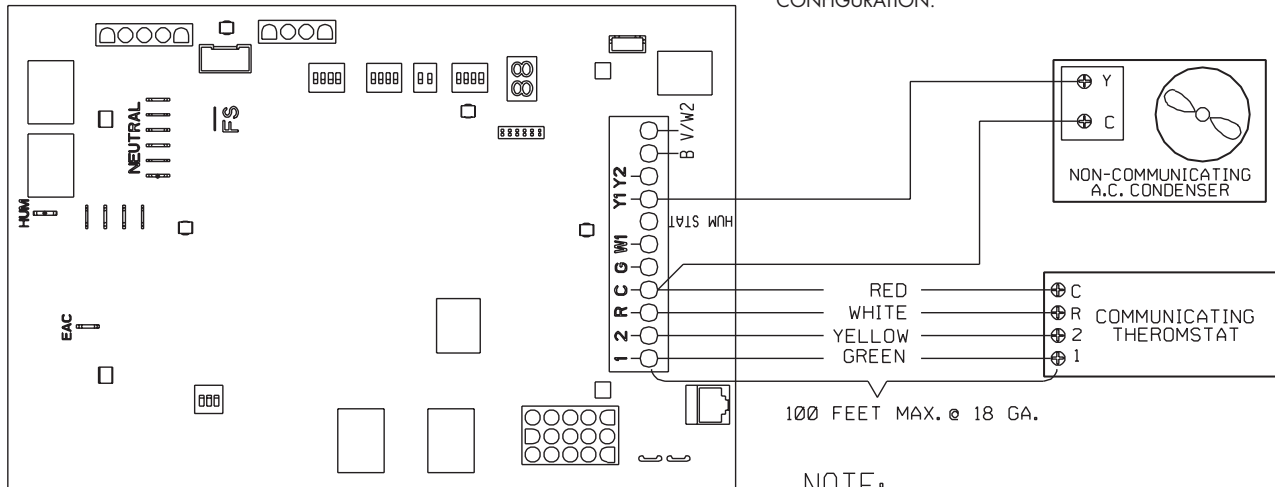 CONFIGURATION.
NEUTRAL
FS
HUM
EAC
B V/W2
Y1 Y2
HUM STAT
W1
G
C
R
2
1
Y
C
NON-COMMUNICATING
A.C. CONDENSER
RED
WHITE
YELLOW
GREEN
C
R
2
1
COMMUNICATING
THEROMSTAT
100 FEET MAX. @ 18 GA.
NOTE: